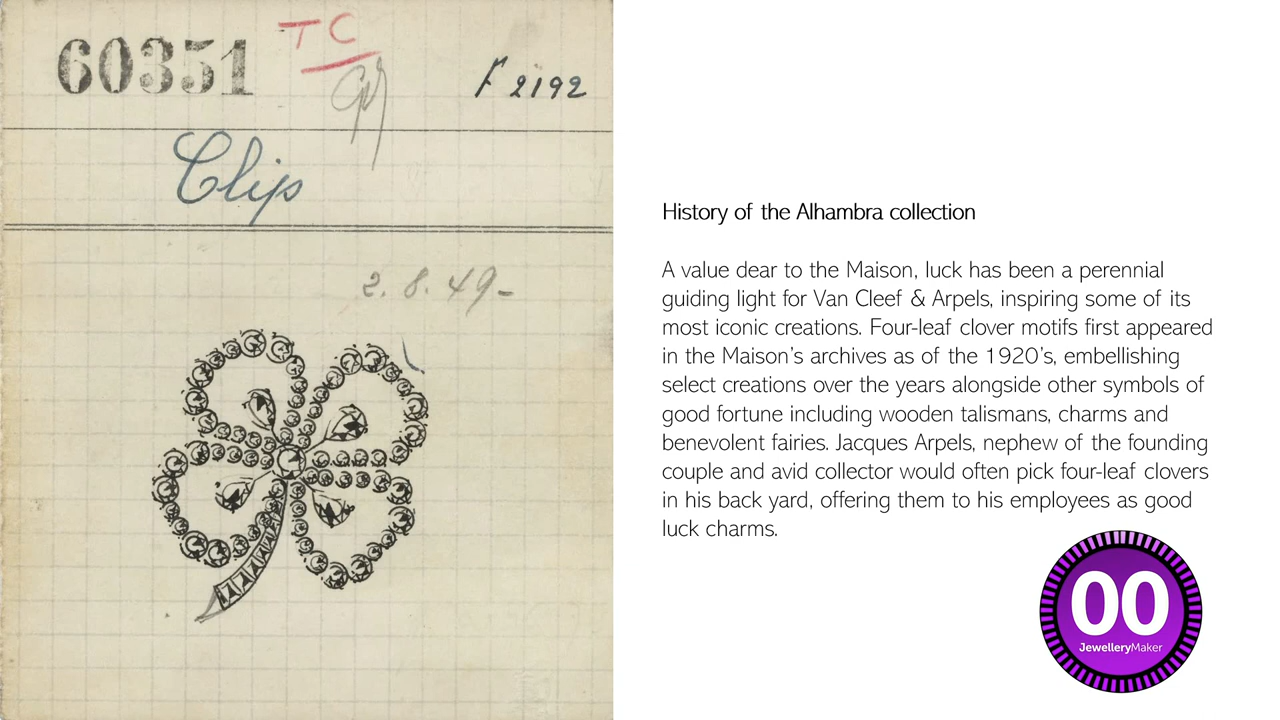 60351
TC
F 2192
Clip
2.8.49-
History of the Alhambra collection
A value dear to the Maison, luck has been a perennial
guiding light for Van Cleef & Arpels, inspiring some of its
most iconic creations. Four-leaf clover motifs first appeared
in the Maison's archives as of the 1920's, embellishing
select creations over the years alongside other symbols of
good fortune including wooden talismans, charms and
benevolent fairies. Jacques Arpels, nephew of the founding
couple and avid collector would often pick four-leaf clovers
in his back yard, offering them to his employees as good
luck charms.
00
JewelleryMaker